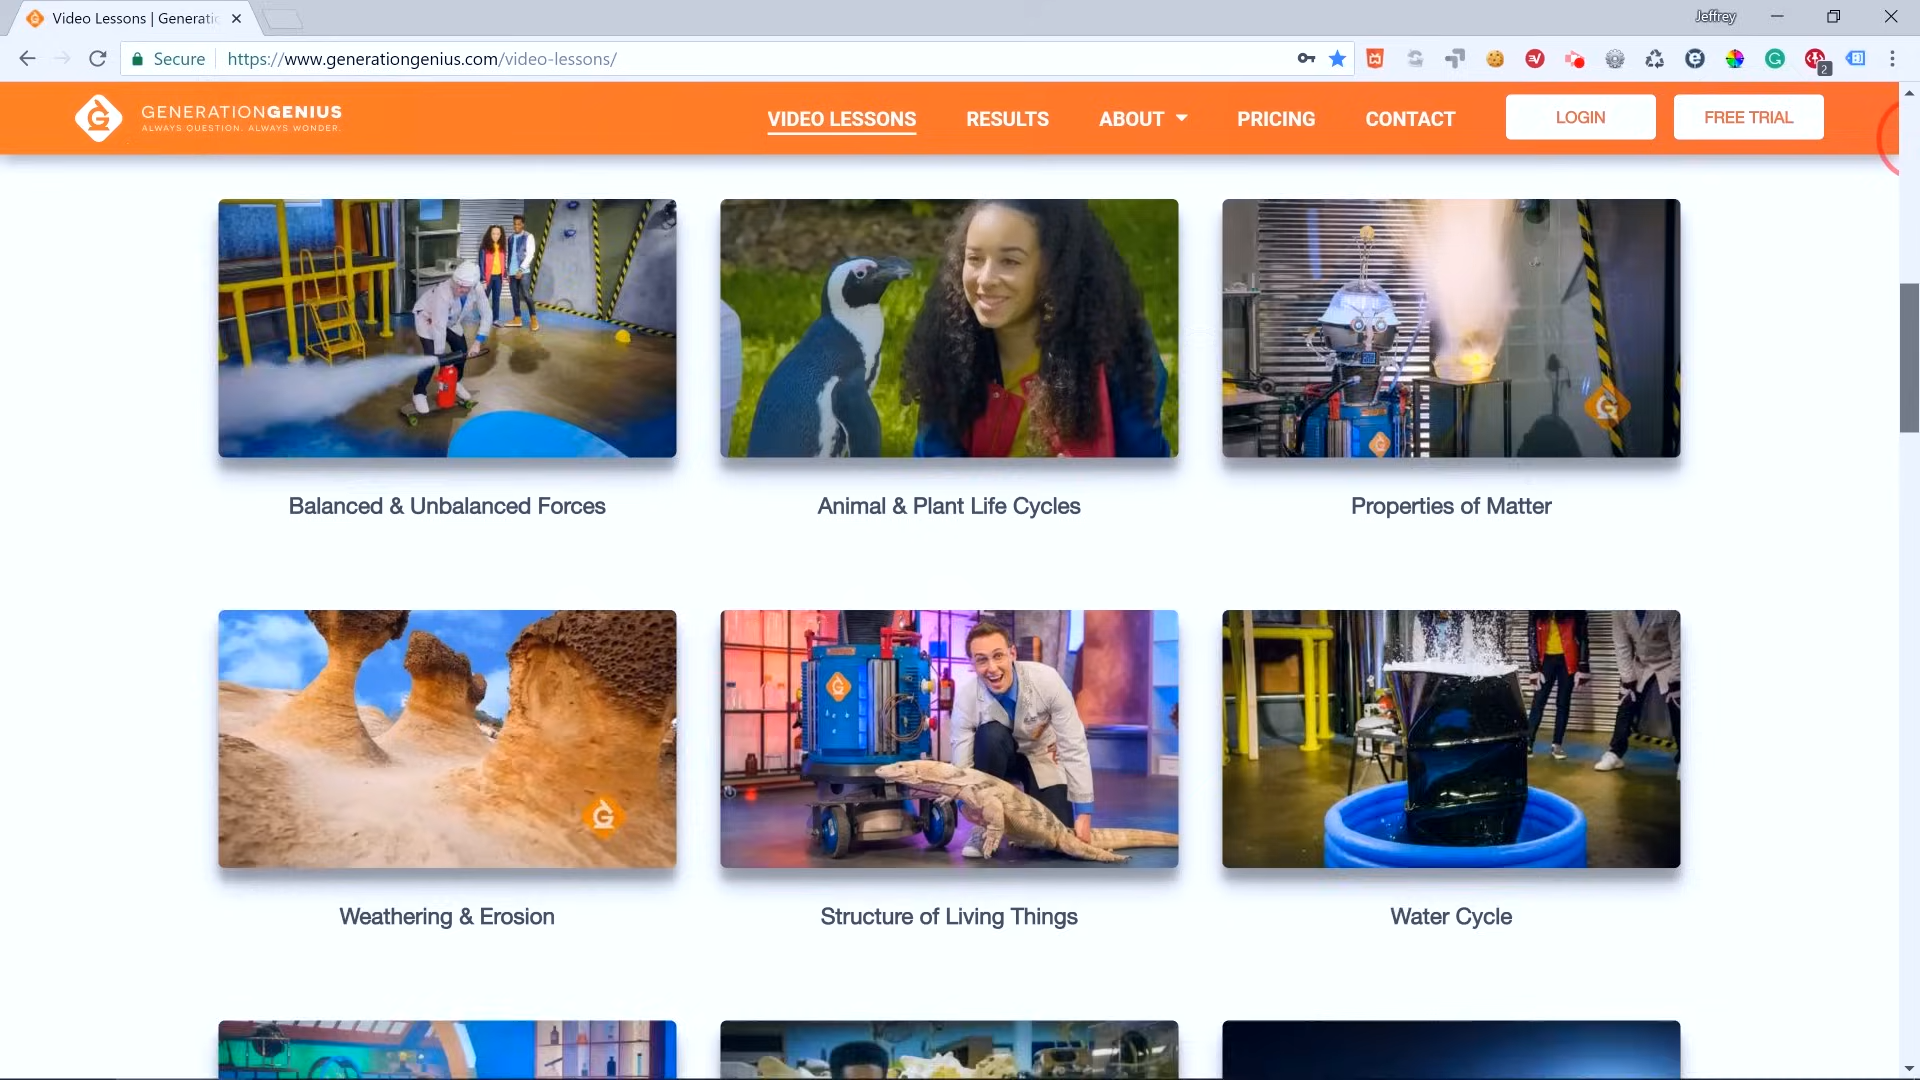 Video Lessons | Generatio
Jeffrey
Secure
https://www.generationgenius.com/video-lessons/
2
GENERATIONGENIUS
ALWAYS QUESTION. ALWAYS WONDER.
VIDEO LESSONS
RESULTS
ABOUT
PRICING
CONTACT
LOGIN
FREE TRIAL
Balanced & Unbalanced Forces
Animal & Plant Life Cycles
Properties of Matter
Weathering & Erosion
Structure of Living Things
Water Cycle